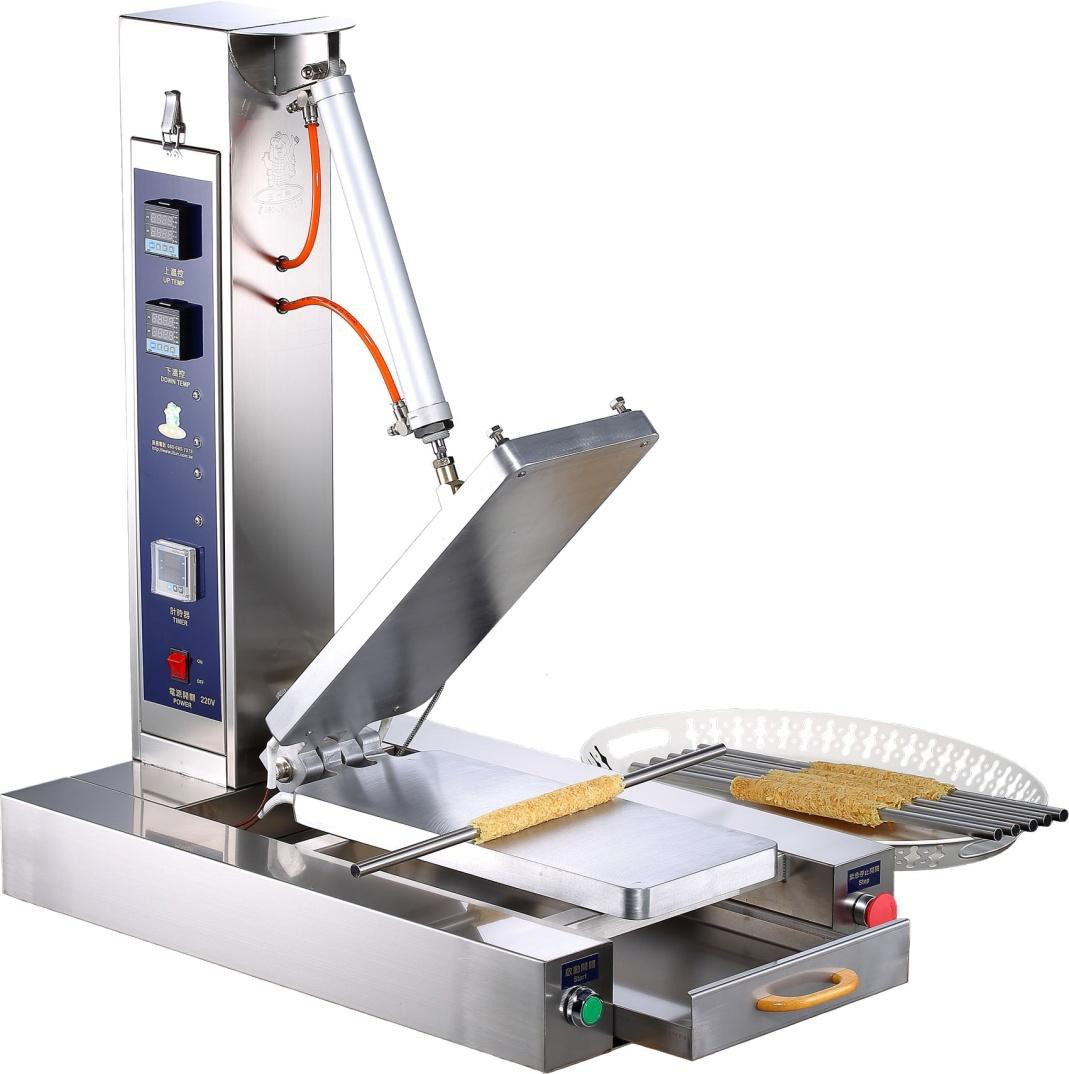 上溫控
UP TEMP
下溫控
DOWN TEMP
計時器
TIMER
ON
OFF
電源開關 220V
POWER
啟動開關
Start
緊急停止開關
Stop